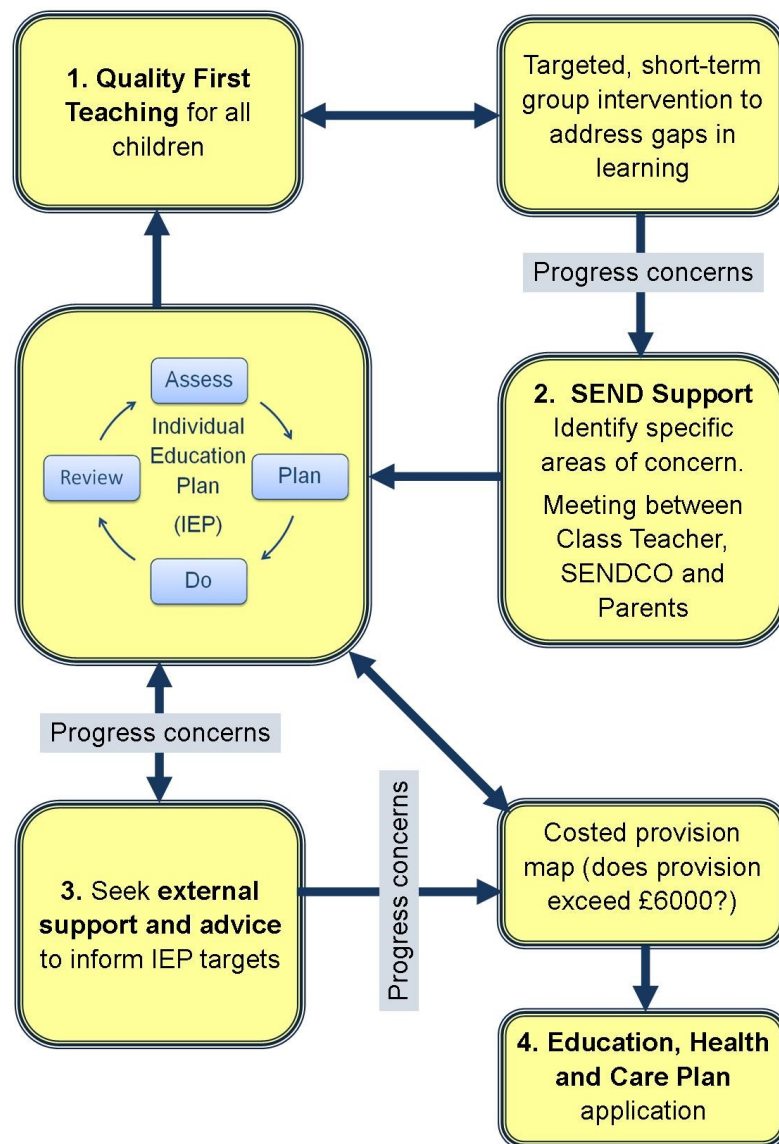 1. Quality First
Teaching for all
children
Targeted, short-term
group intervention to
address gaps in
learning
Progress concerns
2. SEND Support
Identify specific
areas of concern.
Meeting between
Class Teacher,
SENDCO and
Parents
Assess
Individual
Education
Plan
(IEP)
Review
Plan
Do
Progress concerns
3. Seek external
support and advice
to inform IEP targets
Progress concerns
Costed provision
map (does provision
exceed £6000?)
4. Education, Health
and Care Plan
application